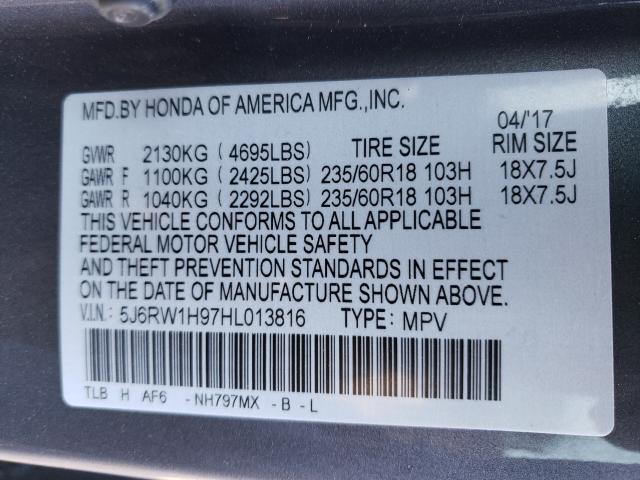 MFD.BY HONDA OF AMERICA MFG.,INC.
04/'17
GVWR 2130KG (4695LBS) TIRE SIZE RIM SIZE
GAWR F 1100KG (2425LBS) 235/60R18 103H 18X7.5J
GAWR R 1040KG (2292LBS) 235/60R18 103H 18X7.5J
THIS VEHICLE CONFORMS TO ALL APPLICABLE
FEDERAL MOTOR VEHICLE SAFETY
AND THEFT PREVENTION STANDARDS IN EFFECT
ON THE DATE OF MANUFACTURE SHOWN ABOVE.
V.I.N.: 5J6RW1H97HL013816 TYPE: MPV
TLB H AF6 - NH797MX - B - L